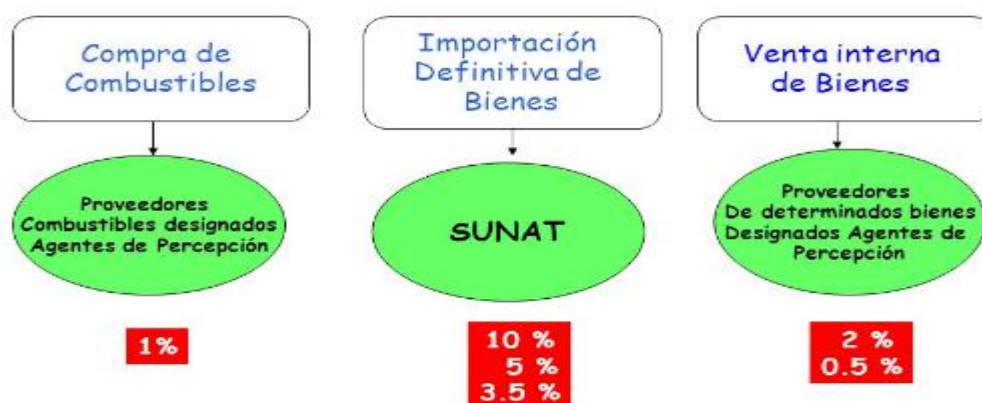 Compra de
Combustibles
Importación
Definitiva de
Bienes
Venta interna
de Bienes
Proveedores
Combustibles designados
Agentes de Percepción
SUNAT
Proveedores
De determinados bienes
Designados Agentes de
Percepción
1%
10 %
5 %
3.5 %
2 %
0.5 %